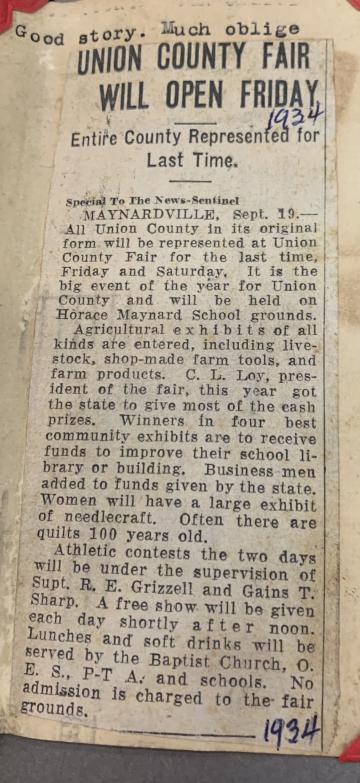 Good story. Much oblige
UNION COUNTY FAIR
WILL OPEN FRIDAY
1934
Entire County Represented for
Last Time.
Special To The News-Sentinel
MAYNARDVILLE, Sept. 19.—
All Union County in its original
form will be represented at Union
County Fair for the last time,
Friday and Saturday. It is the
big event of the year for Union
County and will be held on
Horace Maynard School grounds.
Agricultural exhibits of all
kinds are entered, including live-
stock, shop-made farm tools, and
farm products. C. L. Loy, pres-
ident of the fair, this year got
the state to give most of the cash
prizes. Winners in four best
community exhibits are to receive
funds to improve their school li-
brary or building. Business men
added to funds given by the state.
Women will have a large exhibit
of needlecraft. Often there are
quilts 100 years old.
Athletic contests the two days
will be under the supervision of
Supt. R. E. Grizzell and Gains T.
Sharp. A free show will be given
each day shortly after noon.
Lunches and soft drinks will be
served by the Baptist Church, O.
E. S., P-T A. and schools. No
admission is charged to the fair
grounds.
1934